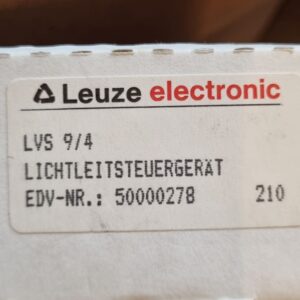 Leuze electronic
LVS 9/4
LICHTLEITSTEUERGERÄT
EDV-NR.: 50000278 210